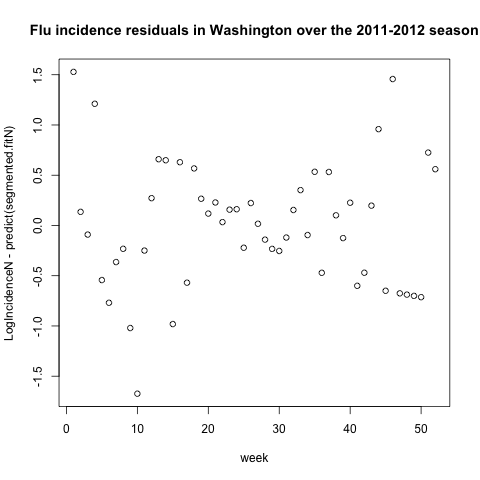 Flu incidence residuals in Washington over the 2011-2012 season
LogIncidenceN - predict(segmented.fitN)
1.5
1.0
0.5
0.0
-0.5
-1.0
-1.5
0 10 20 30 40 50
week